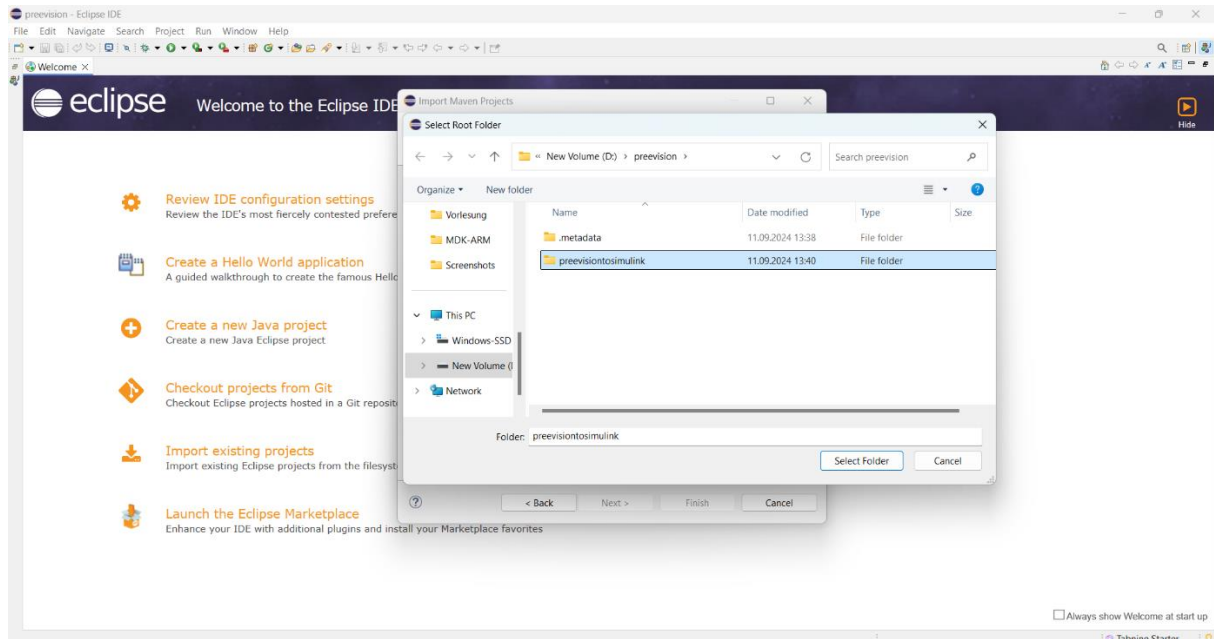 preevision - Eclipse IDE
File Edit Navigate Search Project Run Window Help
Welcome
eclipse Welcome to the Eclipse IDE
Hide
Import Maven Projects
Select Root Folder
« New Volume (D:) › preevision ›
Search preevision
Organize
New folder
Vorlesung
MDK-ARM
Screenshots
This PC
Windows-SSD
New Volume (
Network
Name Date modified Type Size
.metadata 11.09.2024 13:38 File folder
preevisiontosimulink 11.09.2024 13:40 File folder
Folder: preevisiontosimulink
Select Folder Cancel
< Back Next > Finish Cancel
Review IDE configuration settings
Review the IDE's most fiercely contested prefere
Create a Hello World application
A guided walkthrough to create the famous Hello
Create a new Java project
Create a new Java Eclipse project
Checkout projects from Git
Checkout Eclipse projects hosted in a Git reposit
Import existing projects
Import existing Eclipse projects from the filesyst
Launch the Eclipse Marketplace
Enhance your IDE with additional plugins and install your Marketplace favorites
Always show Welcome at start up